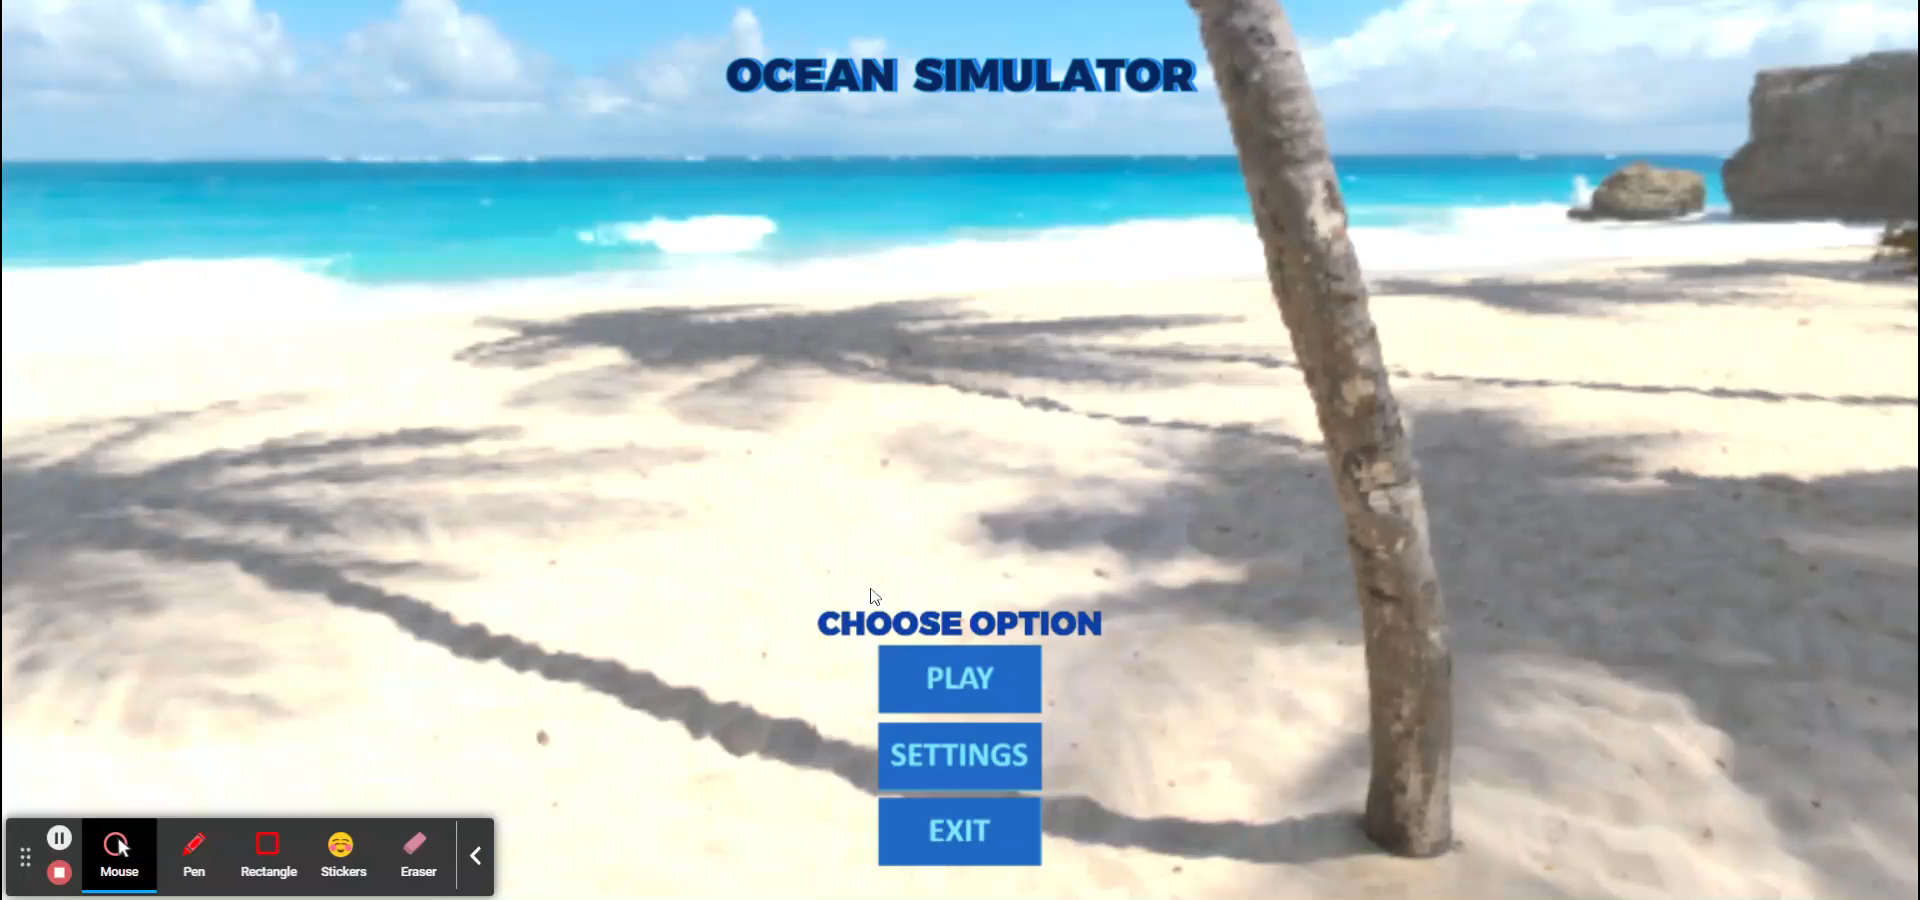 OCEAN SIMULATOR
CHOOSE OPTION
PLAY
SETTINGS
EXIT
Mouse
Pen
Rectangle
Stickers
Eraser